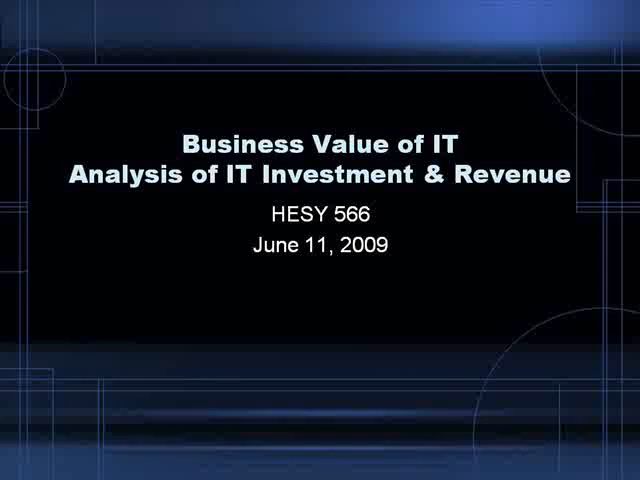 Business Value of IT
Analysis of IT Investment & Revenue
HESY 566
June 11, 2009